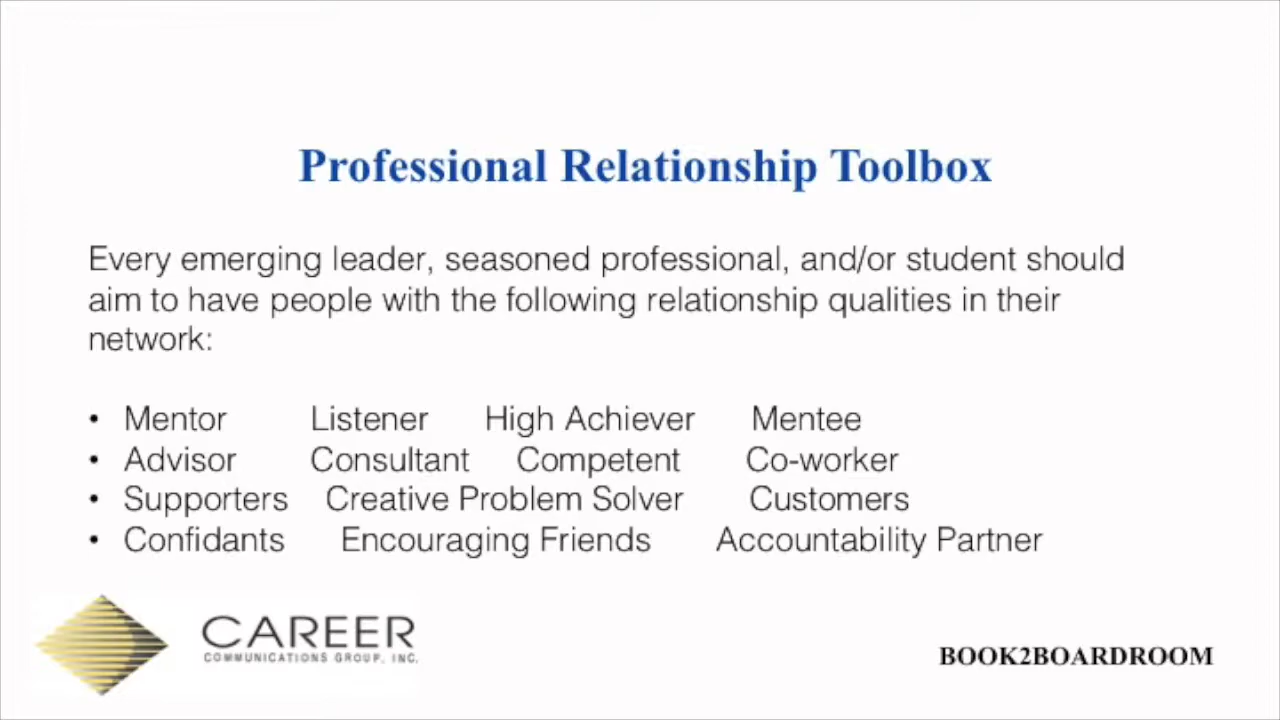 Professional Relationship Toolbox
Every emerging leader, seasoned professional, and/or student should
aim to have people with the following relationship qualities in their
network:
• Mentor Listener High Achiever Mentee
• Advisor Consultant Competent Co-worker
• Supporters Creative Problem Solver Customers
• Confidants Encouraging Friends Accountability Partner
CAREER
COMMUNICATIONS GROUP, INC.
BOOK2BOARDROOM